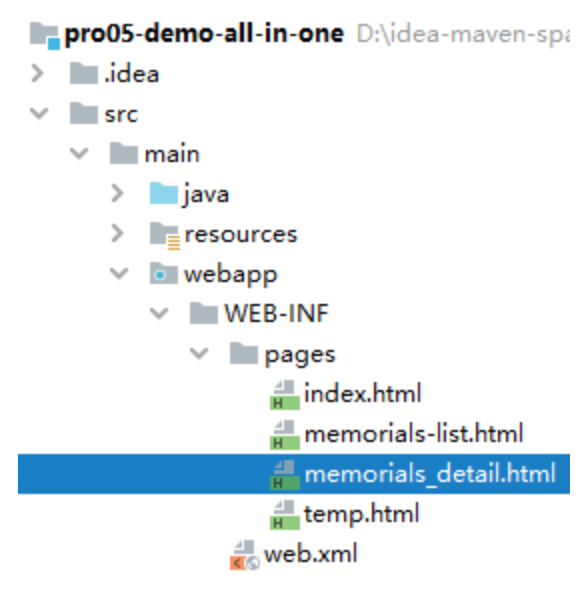 pro05-demo-all-in-one D:\idea-maven-spa
.idea
src
main
java
resources
webapp
WEB-INF
pages
index.html
memorials-list.html
memorials_detail.html
temp.html
web.xml